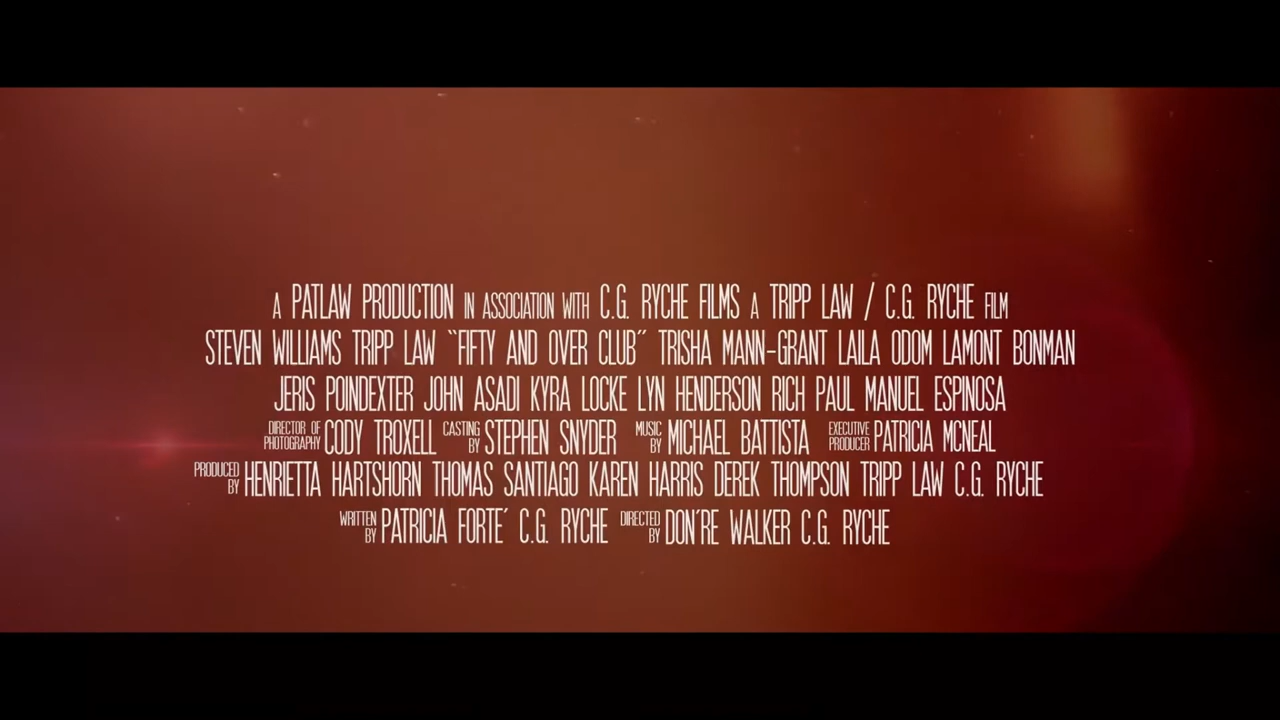 A PATLAW PRODUCTION IN ASSOCIATION WITH C.G. RYCHE FILMS A TRIPP LAW / C.G. RYCHE FILM
STEVEN WILLIAMS TRIPP LAW "FIFTY AND OVER CLUB" TRISHA MANN-GRANT LAILA ODOM LAMONT BONMAN
JERIS POINDEXTER JOHN ASADI KYRA LOCKE LYN HENDERSON RICH PAUL MANUEL ESPINOSA
DIRECTOR OF PHOTOGRAPHY CODY TROXELL CASTING BY STEPHEN SNYDER MUSIC BY MICHAEL BATTISTA EXECUTIVE PRODUCER PATRICIA MCNEAL
PRODUCED BY HENRIETTA HARTSHORN THOMAS SANTIAGO KAREN HARRIS DEREK THOMPSON TRIPP LAW C.G. RYCHE
WRITTEN BY PATRICIA FORTE' C.G. RYCHE DIRECTED BY DON'RE WALKER C.G. RYCHE